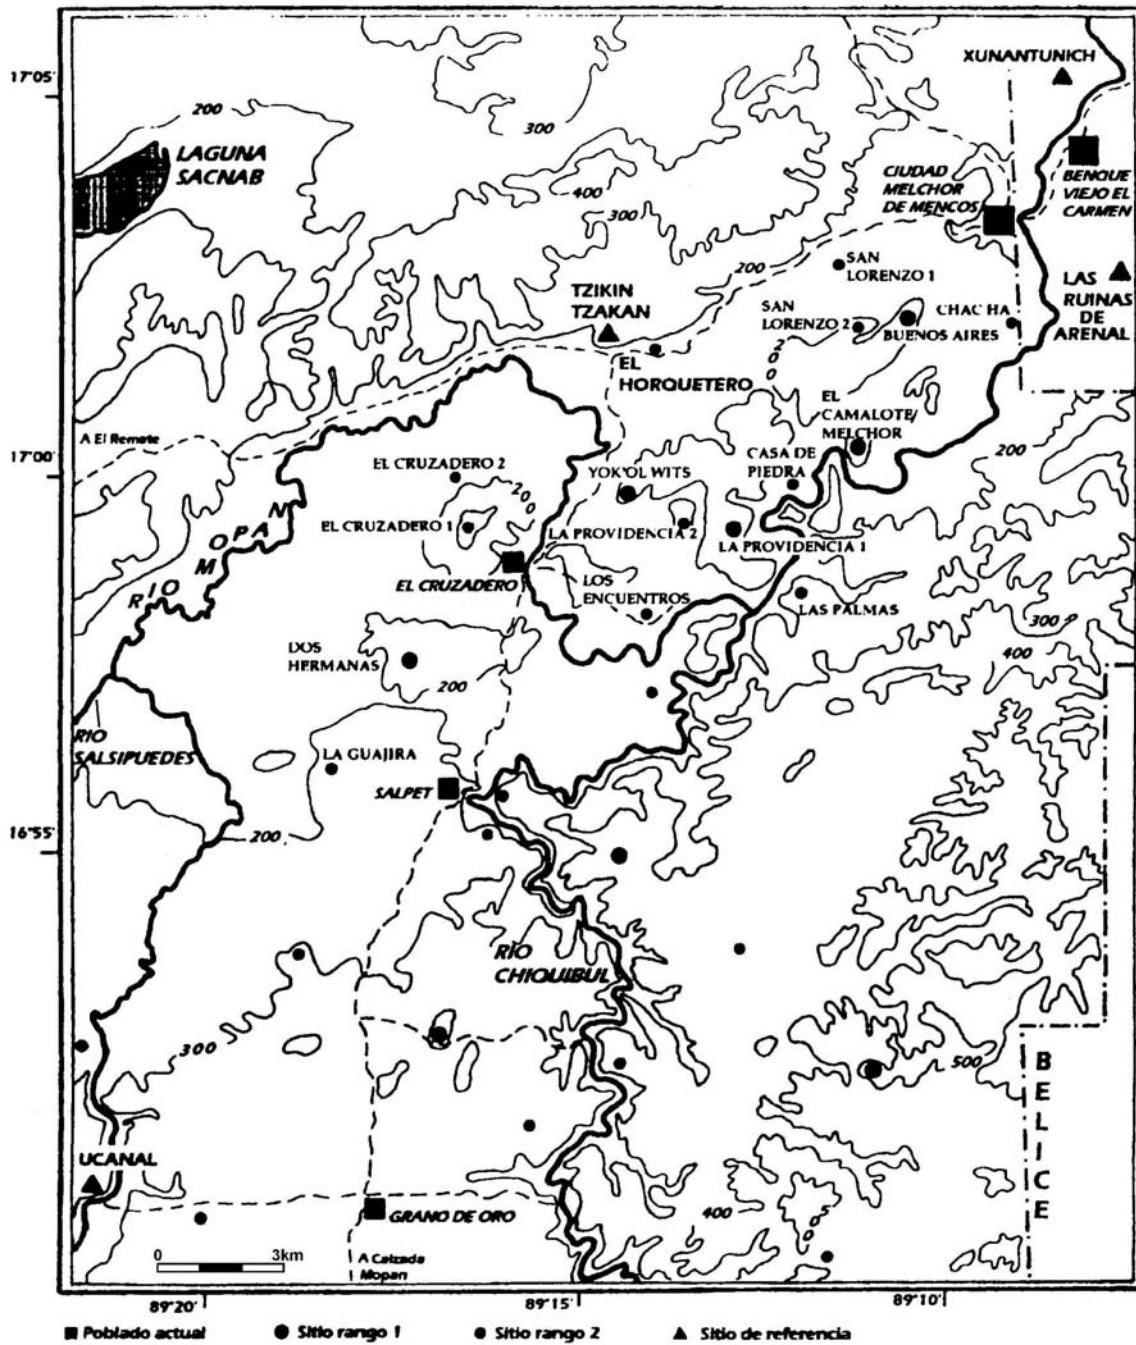 XUNANTUNICH
17°05'
200
300
LAGUNA
SACNAB
400
300
CIUDAD
MELCHOR
DE MENCOS
BENQUE
VIEJO EL
CARMEN
200
SAN
LORENZO 1
TZIKIN
TZAKAN
LAS
RUINAS
DE
ARENAL
SAN
LORENZO 2
CHAC HA
BUENOS AIRES
200
EL
HORQUETERO
EL
CAMALOTE
MELCHOR
A El Remate
200
17°00'
EL CRUZADERO 2
CASA DE
PIEDRA
YOK'OL WITS
200
EL CRUZADERO 1
LA PROVIDENCIA 2
LA PROVIDENCIA 1
RIO MOPAN
EL CRUZADERO
LOS
ENCUENTROS
LAS PALMAS
300
DOS
HERMANAS
400
200
RIO
SALSIPUEDES
LA GUAJIRA
SALPET
16°55'
200
RIO
CHIQUIBUL
300
500
BELICE
UCANAL
GRANO DE ORO
400
500
0 3km
A Calzada
Mopan
89°20' 89°15' 89°10'
Poblado actual Sitio rango 1 Sitio rango 2 Sitio de referencia